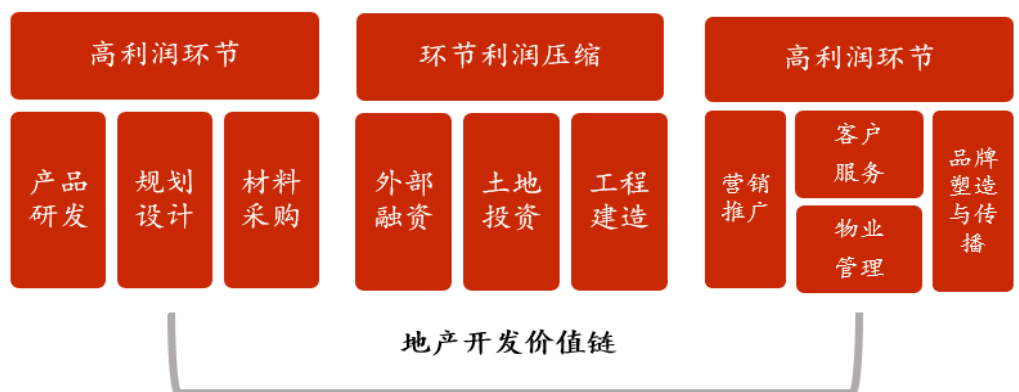 高利润环节
环节利润压缩
高利润环节
产品
研发
规划
设计
材料
采购
外部
融资
土地
投资
工程
建造
营销
推广
客户
服务
物业
管理
品牌
塑造
与传
播
地产开发价值链